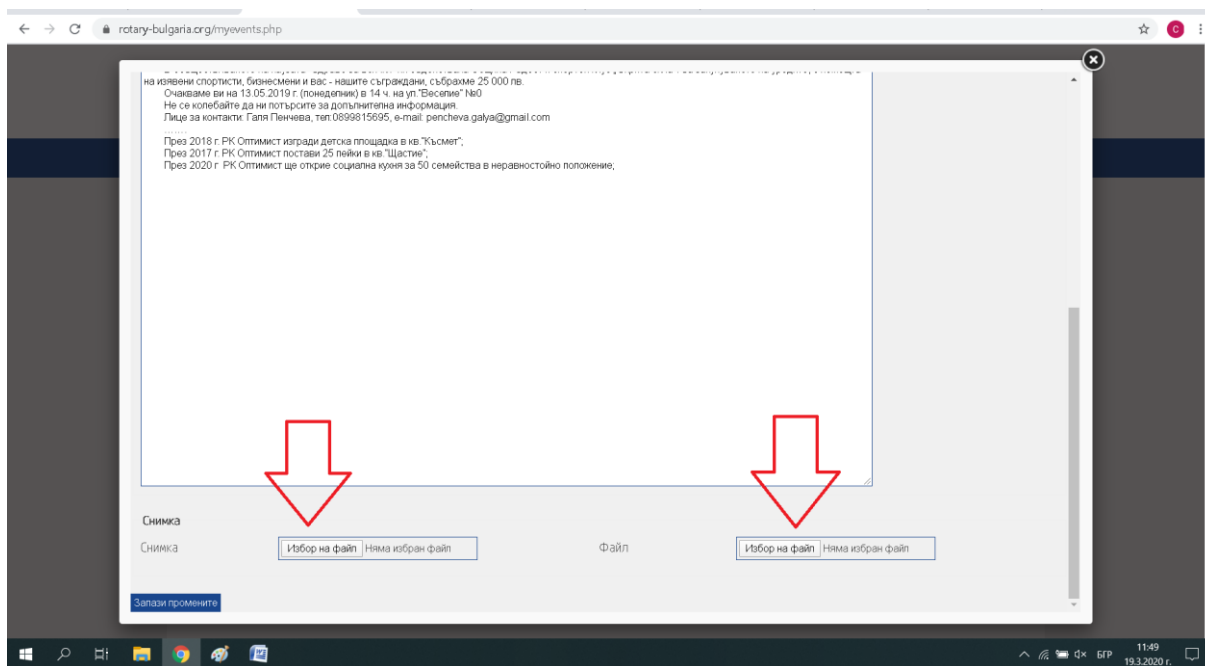 rotary-bulgaria.org/myevents.php
C
на изявени спортисти, бизнесмени и вас - нашите съграждани, събрахме 25 000 лв.
Очакваме ви на 13.05.2019 г. (понеделник) в 14 ч. на ул."Веселие" №0
Не се колебайте да ни потърсите за допълнителна информация.
Лице за контакти: Галя Пенчева, тел:0899815695, e-mail: pencheva.galya@gmail.com
.......
През 2018 г. РК Оптимист изгради детска площадка в кв."Късмет";
През 2017 г. РК Оптимист постави 25 пейки в кв."Щастие";
През 2020 г РК Оптимист ще открие социална кухня за 50 семейства в неравностойно положение;
Снимка
Снимка Избор на файл Няма избран файл Файл Избор на файл Няма избран файл
Запази промените
БГР
11:49
19.3.2020 г.